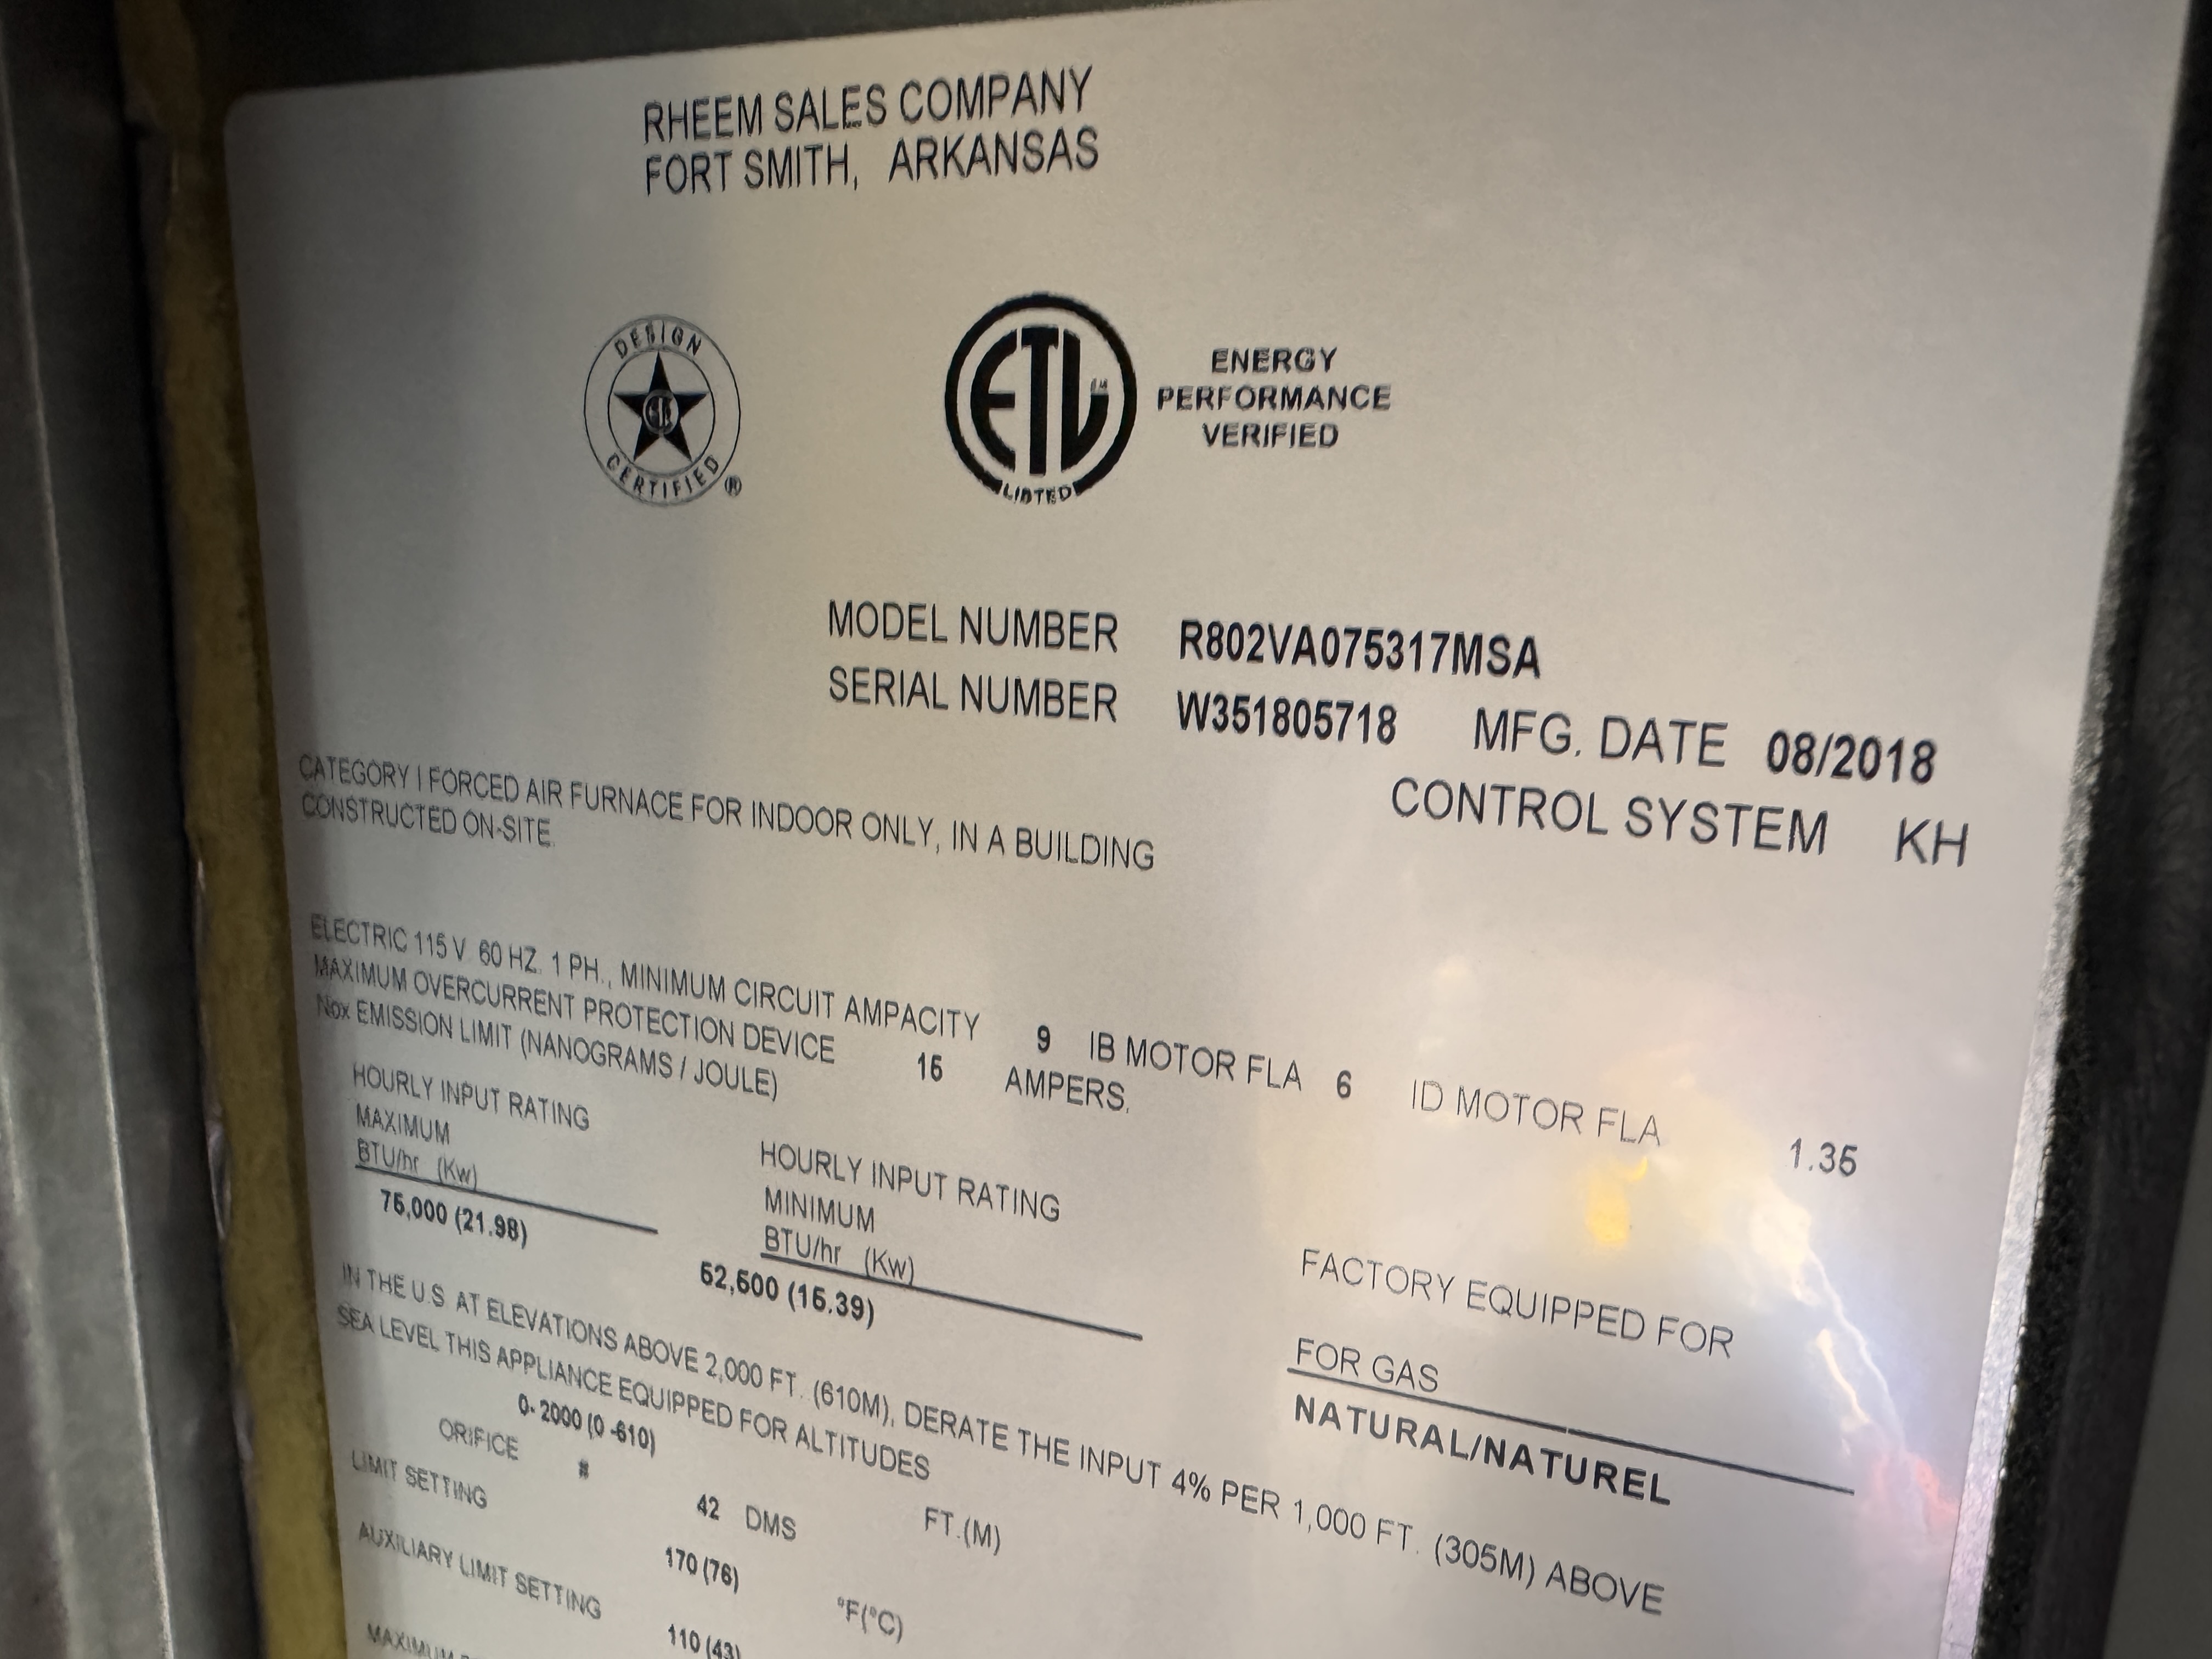 RHEEM SALES COMPANY
FORT SMITH, ARKANSAS
DESIGN
CERTIFIED ®
ETL
LISTED
ENERGY
PERFORMANCE
VERIFIED
MODEL NUMBER R802VA075317MSA
SERIAL NUMBER W351805718 MFG. DATE 08/2018
CONTROL SYSTEM KH
CATEGORY I FORCED AIR FURNACE FOR INDOOR ONLY, IN A BUILDING
CONSTRUCTED ON-SITE.
ELECTRIC 115 V 60 HZ. 1 PH., MINIMUM CIRCUIT AMPACITY 9 IB MOTOR FLA 6 ID MOTOR FLA 1.35
MAXIMUM OVERCURRENT PROTECTION DEVICE 15 AMPERS.
Nox EMISSION LIMIT (NANOGRAMS / JOULE)
HOURLY INPUT RATING
MAXIMUM
BTU/hr (Kw)
75,000 (21.98)
HOURLY INPUT RATING
MINIMUM
BTU/hr (Kw)
52,500 (15.39)
FACTORY EQUIPPED FOR
FOR GAS
NATURAL/NATUREL
IN THE U.S AT ELEVATIONS ABOVE 2,000 FT. (610M), DERATE THE INPUT 4% PER 1,000 FT. (305M) ABOVE
SEA LEVEL THIS APPLIANCE EQUIPPED FOR ALTITUDES
0- 2000 (0 -610) FT.(M)
ORIFICE # 42 DMS
LIMIT SETTING 170 (76) °F(°C)
AUXILIARY LIMIT SETTING 110 (43)
MAXIMUM